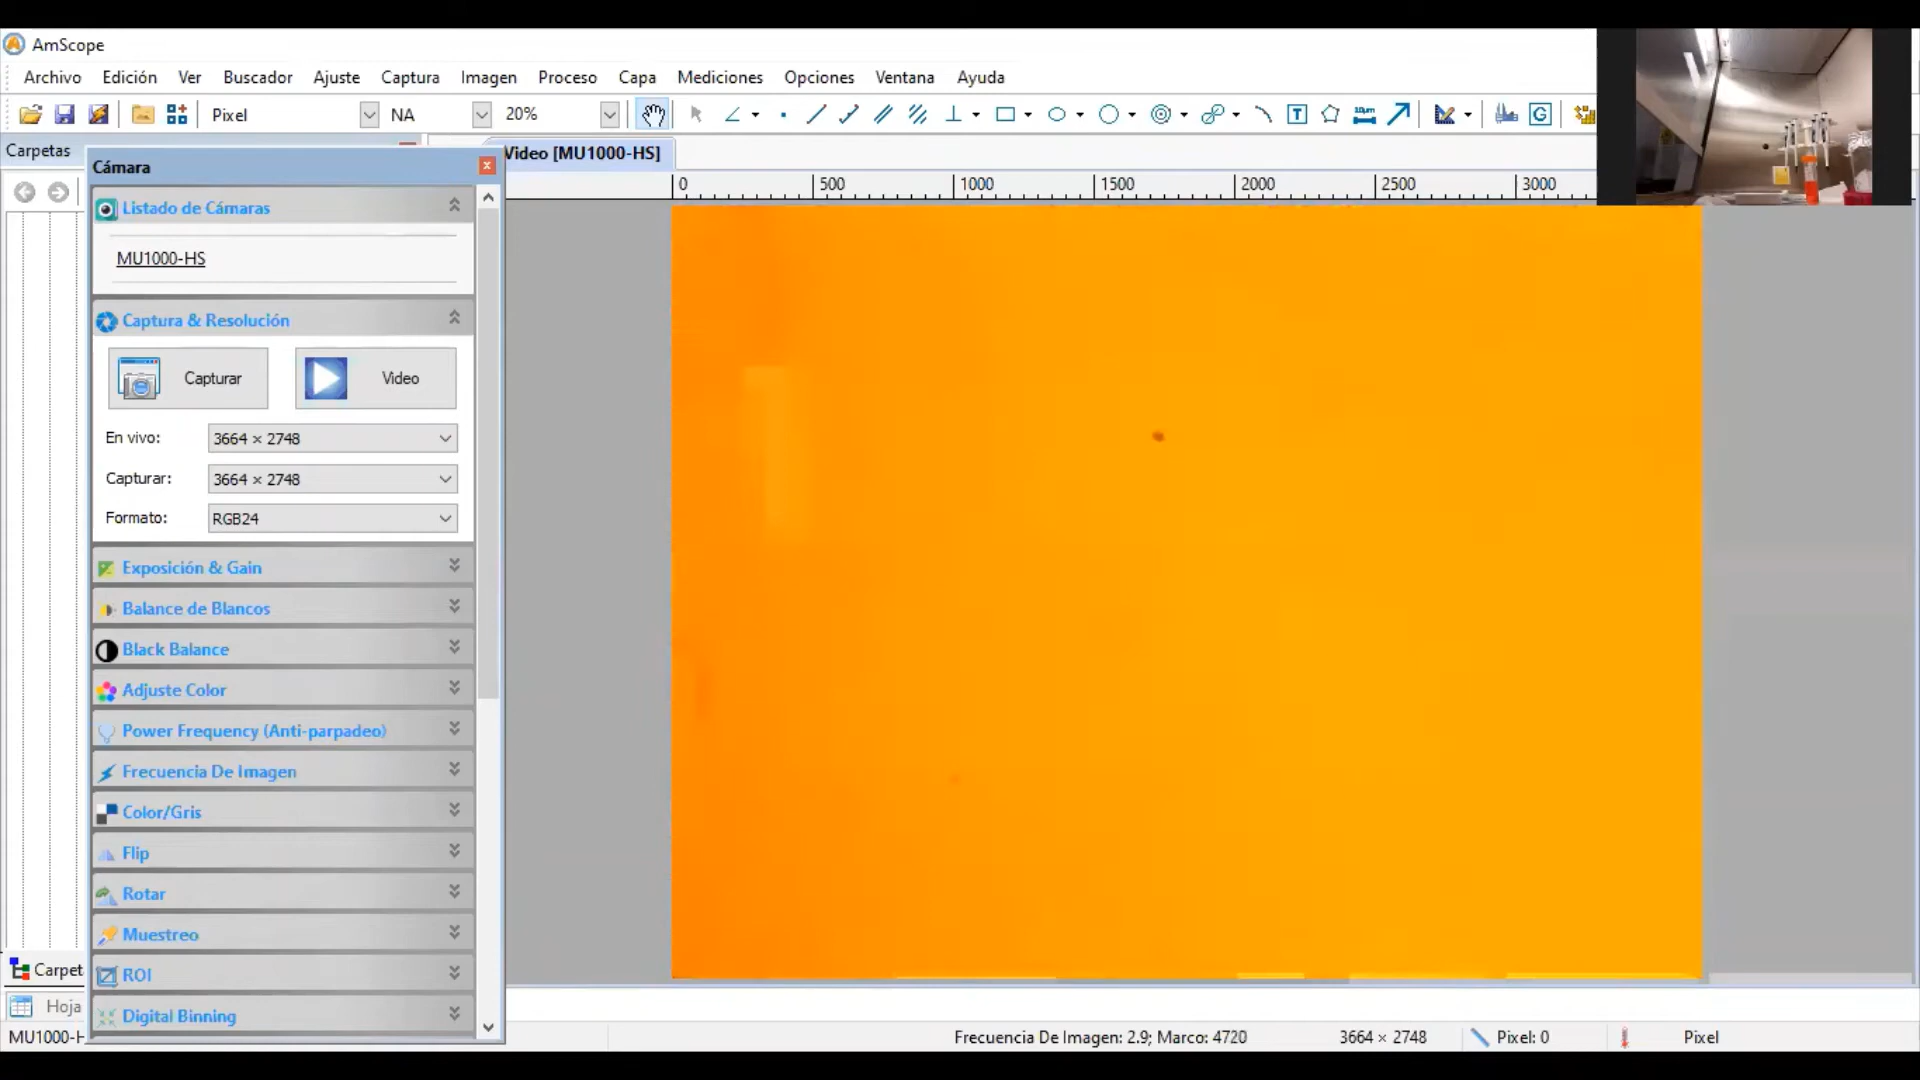 AmScope
Archivo Edición Ver Buscador Ajuste Captura Imagen Proceso Capa Mediciones Opciones Ventana Ayuda
Pixel NA 20% T 10µm G
Carpetas
Cámara
Video [MU1000-HS]
0 500 1000 1500 2000 2500 3000
Listado de Cámaras
MU1000-HS
Captura & Resolución
Capturar Video
En vivo: 3664 × 2748
Capturar: 3664 × 2748
Formato: RGB24
Exposición & Gain
Balance de Blancos
Black Balance
Adjuste Color
Power Frequency (Anti-parpadeo)
Frecuencia De Imagen
Color/Gris
Flip
Rotar
Muestreo
ROI
Digital Binning
Carpet
Hoja
MU1000-H
Frecuencia De Imagen: 2.9; Marco: 4720 3664 × 2748 Pixel: 0 Pixel